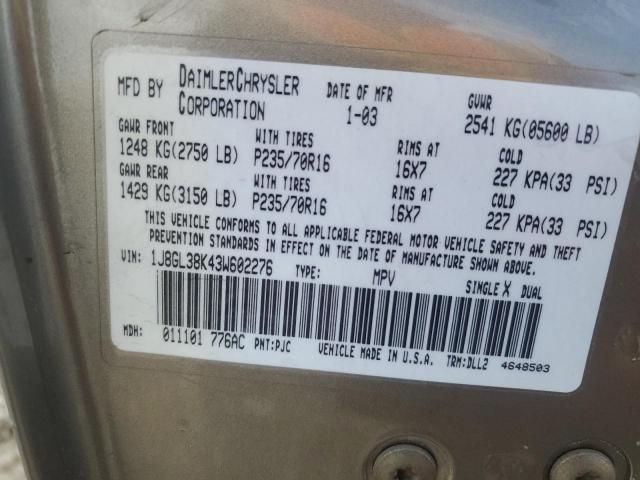 MFD BY DAIMLERCHRYSLER CORPORATION DATE OF MFR 1-03 GVWR 2541 KG(05600 LB)
GAWR FRONT WITH TIRES RIMS AT COLD
1248 KG(2750 LB) P235/70R16 16X7 227 KPA(33 PSI)
GAWR REAR WITH TIRES RIMS AT COLD
1429 KG(3150 LB) P235/70R16 16X7 227 KPA(33 PSI)
THIS VEHICLE CONFORMS TO ALL APPLICABLE FEDERAL MOTOR VEHICLE SAFETY AND THEFT
PREVENTION STANDARDS IN EFFECT ON THE DATE OF MANUFACTURE SHOWN ABOVE.
VIN: 1J8GL38K43W602276 TYPE: MPV SINGLE X DUAL
MDH: 011101 776AC PNT:PJC VEHICLE MADE IN U.S.A. TRM:DLL2 4648503